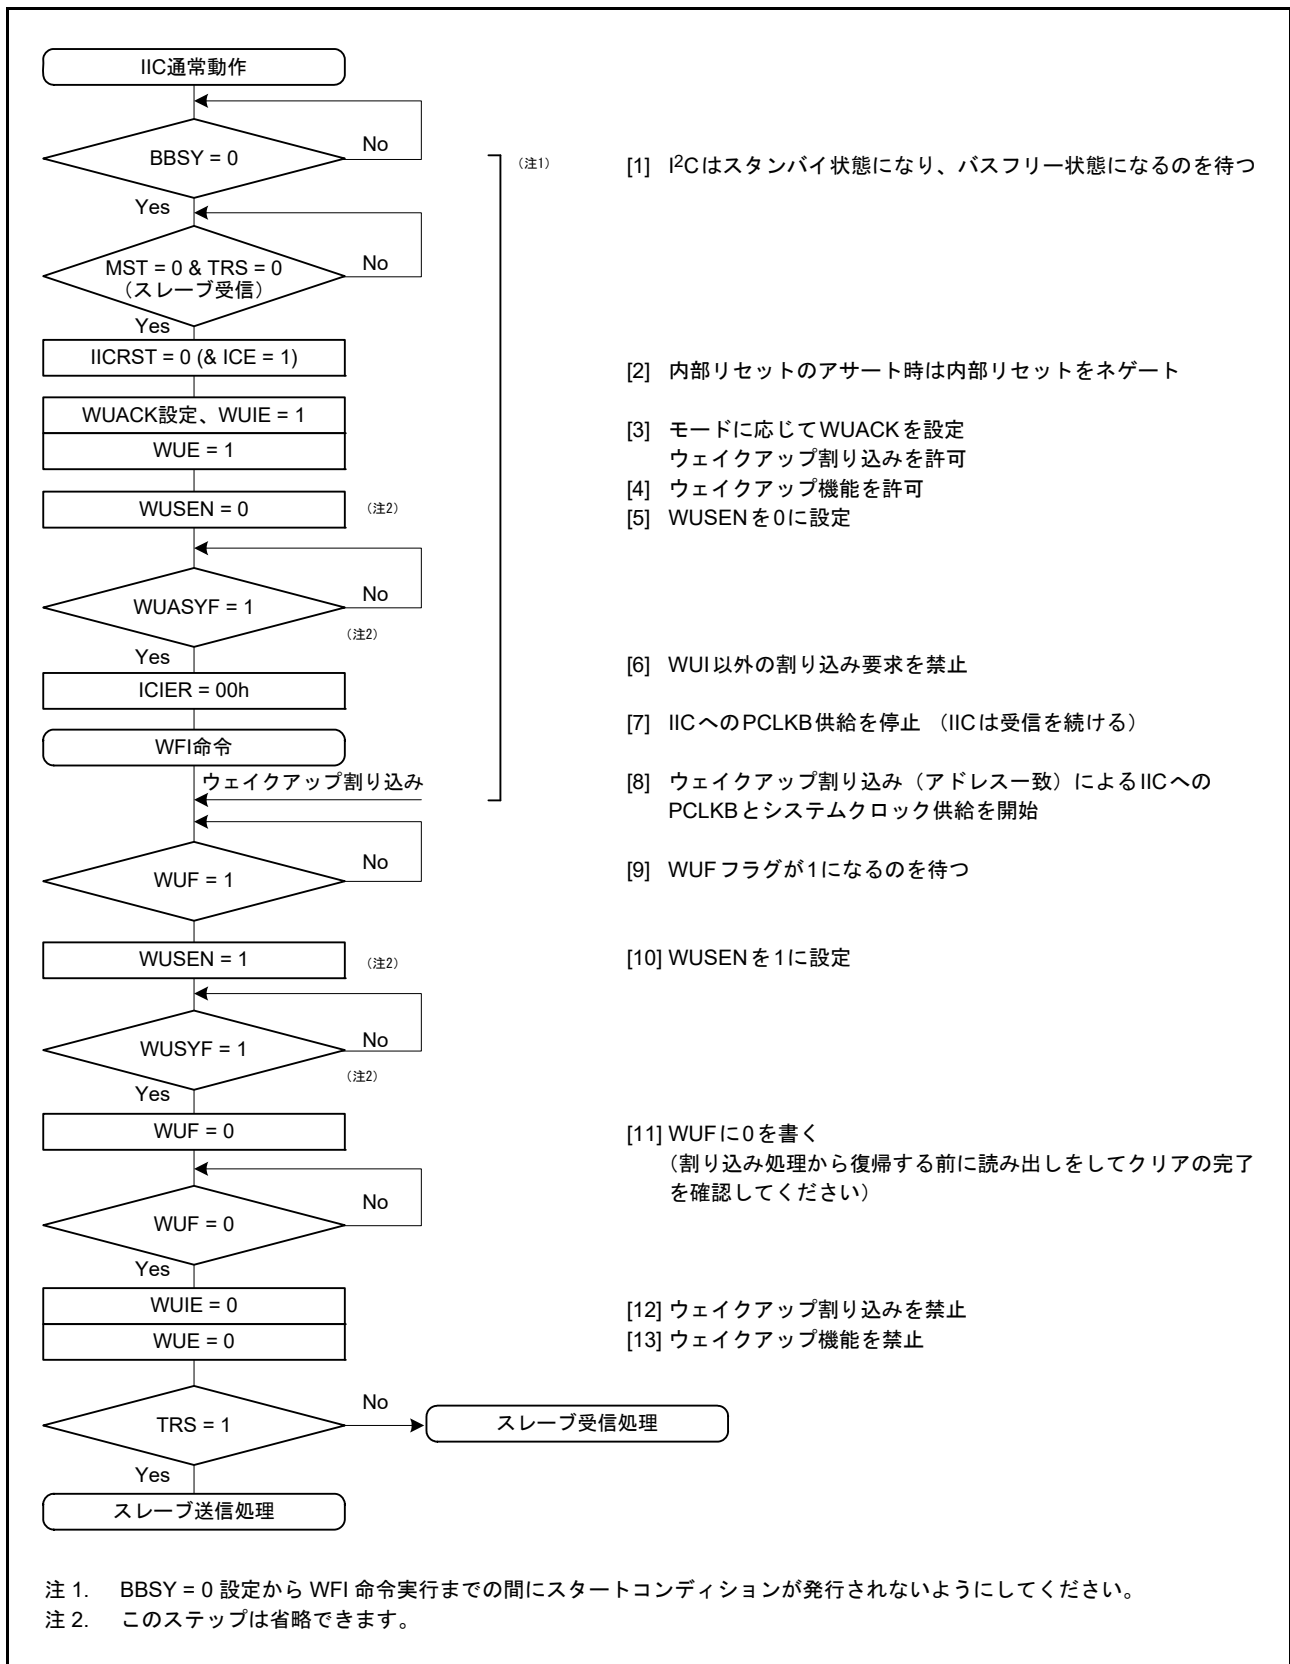 IIC通常動作
BBSY = 0
No
Yes
（注1）
[1] I2Cはスタンバイ状態になり、バスフリー状態になるのを待つ
MST = 0 & TRS = 0
（スレーブ受信）
No
Yes
IICRST = 0 (& ICE = 1)
[2] 内部リセットのアサート時は内部リセットをネゲート
WUACK設定、WUIE = 1
WUE = 1
[3] モードに応じてWUACKを設定
ウェイクアップ割り込みを許可
[4] ウェイクアップ機能を許可
WUSEN = 0
（注2）
[5] WUSENを0に設定
WUASYF = 1
No
（注2）
Yes
ICIER = 00h
[6] WUI以外の割り込み要求を禁止
WFI命令
[7] IICへのPCLKB供給を停止 （IICは受信を続ける）
ウェイクアップ割り込み
[8] ウェイクアップ割り込み（アドレス一致）によるIICへの
PCLKBとシステムクロック供給を開始
WUF = 1
No
[9] WUFフラグが1になるのを待つ
WUSEN = 1
（注2）
[10] WUSENを1に設定
WUSYF = 1
No
（注2）
Yes
WUF = 0
[11] WUFに0を書く
（割り込み処理から復帰する前に読み出しをしてクリアの完了
を確認してください）
WUF = 0
No
Yes
WUIE = 0
[12] ウェイクアップ割り込みを禁止
WUE = 0
[13] ウェイクアップ機能を禁止
TRS = 1
No
スレーブ受信処理
Yes
スレーブ送信処理
注 1. BBSY = 0 設定から WFI 命令実行までの間にスタートコンディションが発行されないようにしてください。
注 2. このステップは省略できます。